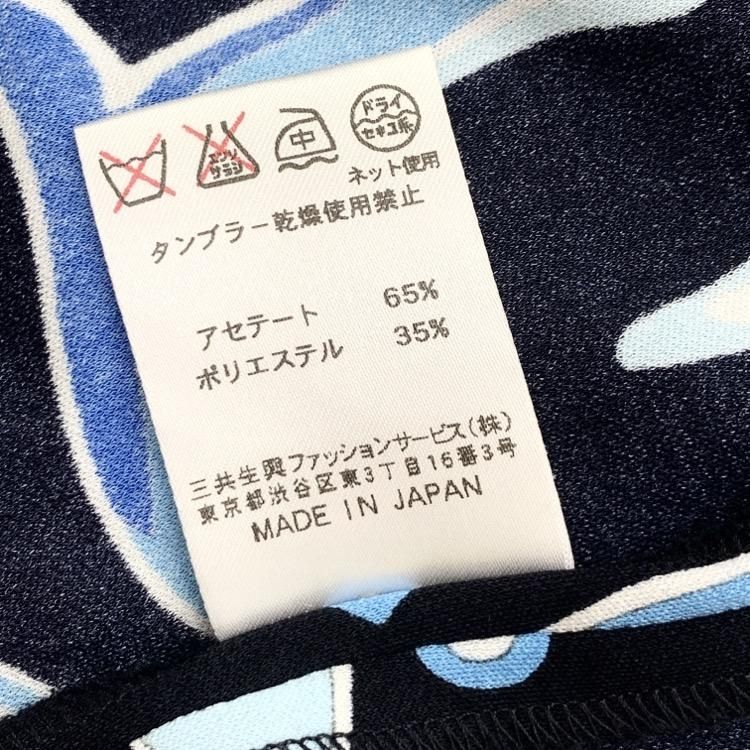 エンソ
サラシ
中
ドライ
セキユ系
ネット使用
タンブラー乾燥使用禁止
アセテート 65%
ポリエステル 35%
三共生興ファッションサービス(株)
東京都渋谷区東3丁目16番3号
MADE IN JAPAN